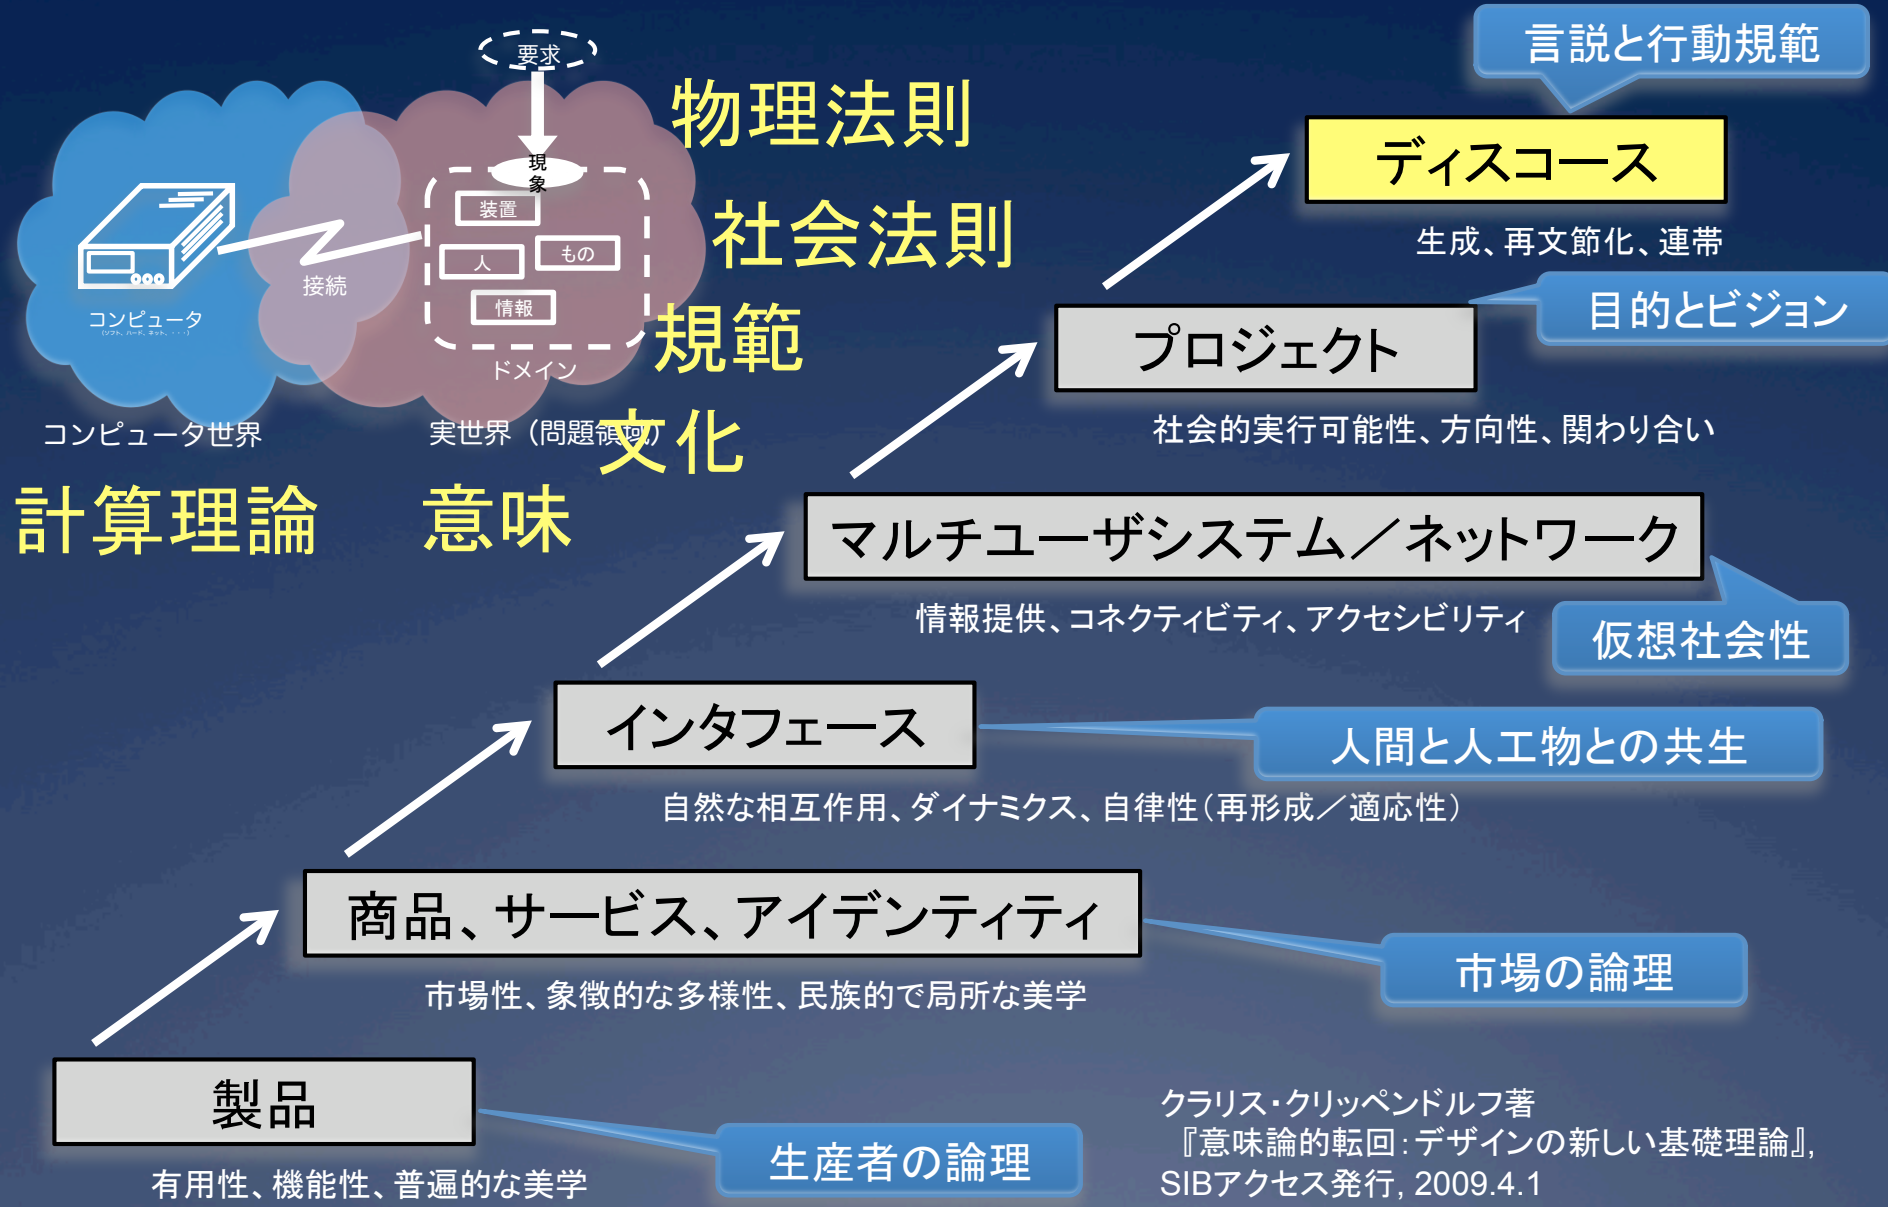 要求
現
象
装置
人
もの
情報
ドメイン
接続
コンピュータ
(ソフト、ハード、ネット、・・・)
コンピュータ世界
実世界（問題領域）
物理法則
社会法則
規範
文化
意味
計算理論
言説と行動規範
ディスコース
生成、再文節化、連帯
目的とビジョン
プロジェクト
社会的実行可能性、方向性、関わり合い
マルチユーザシステム／ネットワーク
情報提供、コネクティビティ、アクセシビリティ
仮想社会性
インタフェース
人間と人工物との共生
自然な相互作用、ダイナミクス、自律性（再形成／適応性）
商品、サービス、アイデンティティ
市場の論理
市場性、象徴的な多様性、民族的で局所な美学
製品
生産者の論理
有用性、機能性、普遍的な美学
クラリス・クリッペンドルフ著
『意味論的転回：デザインの新しい基礎理論』,
SIBアクセス発行, 2009.4.1